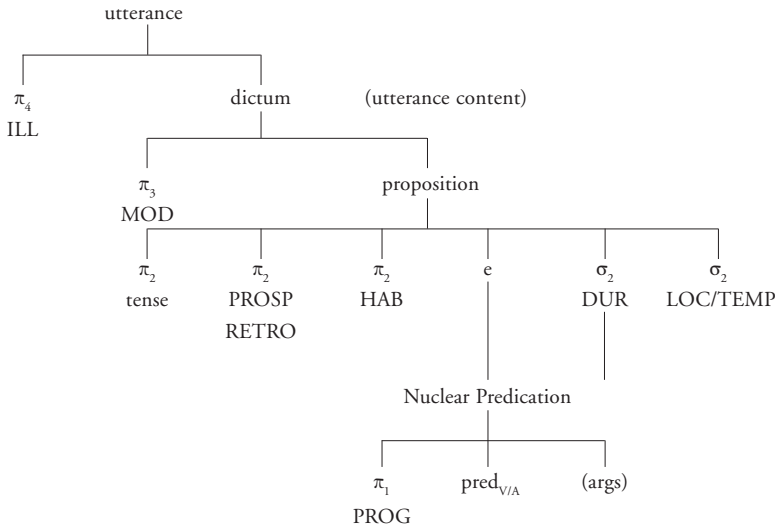 utterance
π₄ dictum (utterance content)
ILL
π₃ proposition
MOD
π₂ π₂ π₂ e σ₂ σ₂
tense PROSP HAB DUR LOC/TEMP
RETRO
Nuclear Predication
π₁ pred_V/A (args)
PROG